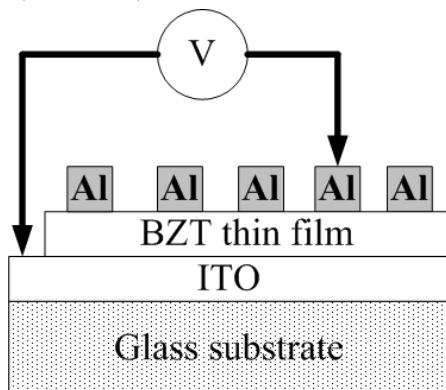 V
Al Al Al Al Al
BZT thin film
ITO
Glass substrate